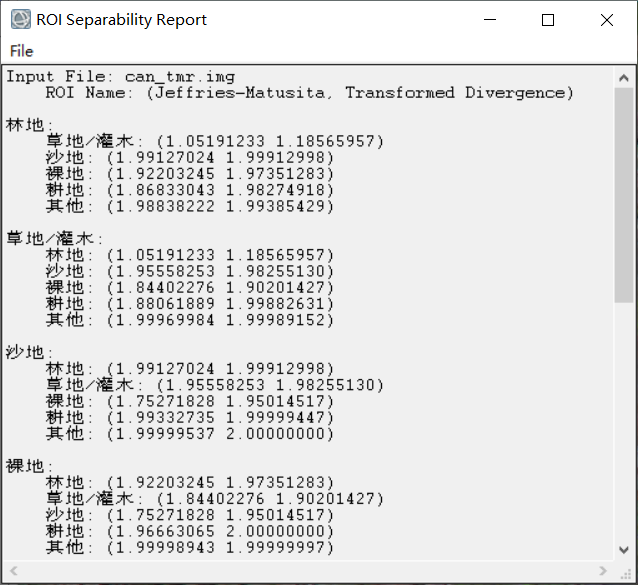 ROI Separability Report
File
Input File: can_tmr.img
ROI Name: (Jeffries-Matusita, Transformed Divergence)
林地:
草地/灌木: (1.05191233 1.18565957)
沙地: (1.99127024 1.99912998)
裸地: (1.92203245 1.97351283)
耕地: (1.86833043 1.98274918)
其他: (1.98838222 1.99385429)
草地/灌木:
林地: (1.05191233 1.18565957)
沙地: (1.95558253 1.98255130)
裸地: (1.84402276 1.90201427)
耕地: (1.88061889 1.99882631)
其他: (1.99969984 1.99989152)
沙地:
林地: (1.99127024 1.99912998)
草地/灌木: (1.95558253 1.98255130)
裸地: (1.75271828 1.95014517)
耕地: (1.99332735 1.99999447)
其他: (1.99999537 2.00000000)
裸地:
林地: (1.92203245 1.97351283)
草地/灌木: (1.84402276 1.90201427)
沙地: (1.75271828 1.95014517)
耕地: (1.96663065 2.00000000)
其他: (1.99998943 1.99999997)